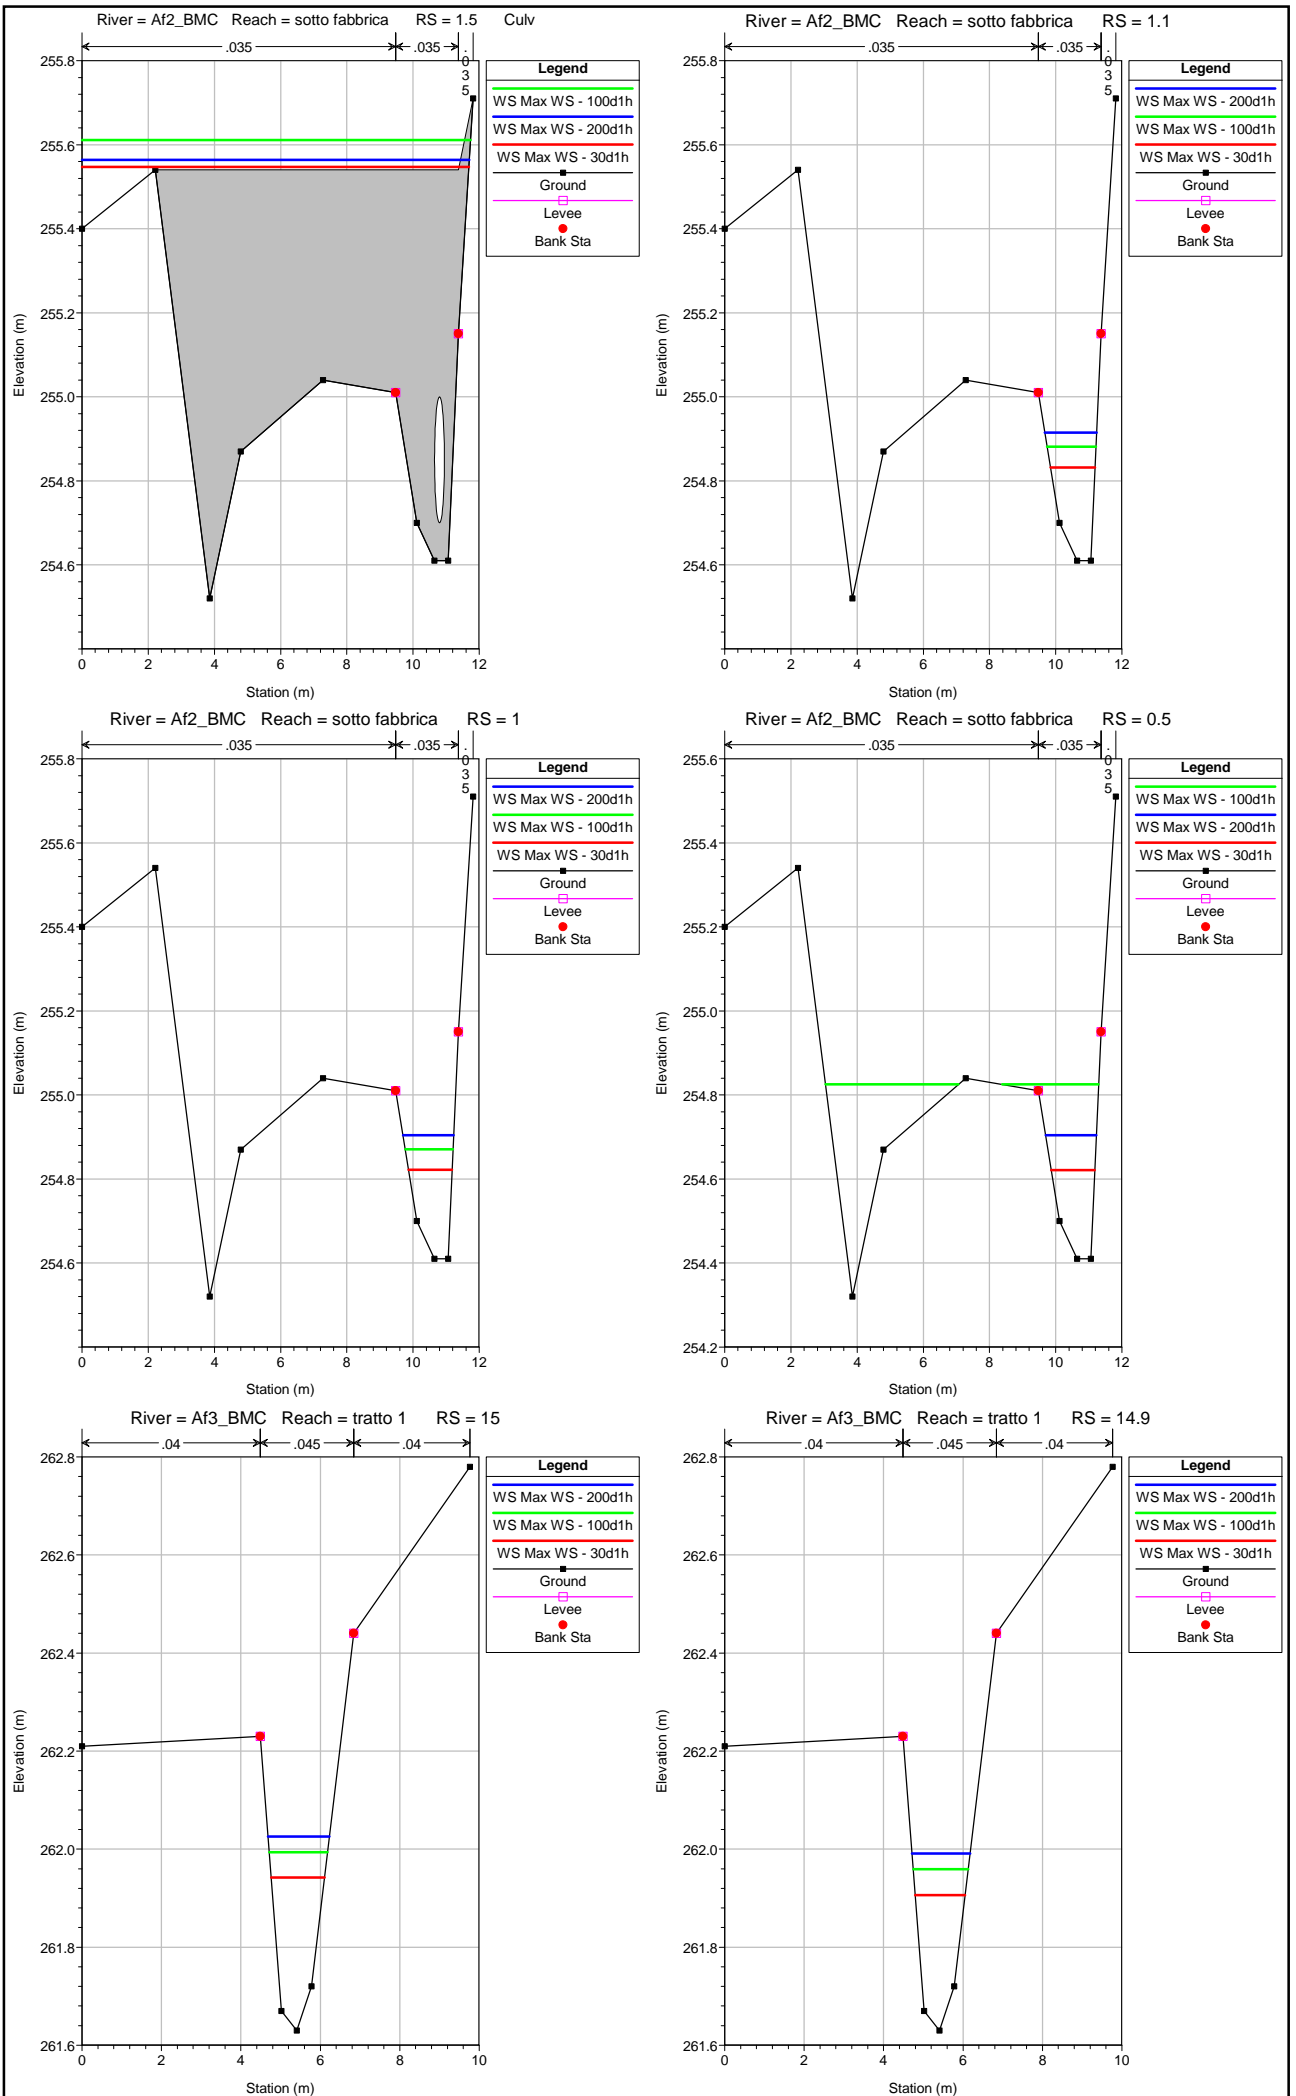 River = Af2_BMC Reach = sotto fabbrica RS = 1.5 Culv
.035 .035 .035
Legend
WS Max WS - 100d1h
WS Max WS - 200d1h
WS Max WS - 30d1h
Ground
Levee
Bank Sta
Elevation (m)
255.8
255.6
255.4
255.2
255.0
254.8
254.6
0 2 4 6 8 10 12
Station (m)
River = Af2_BMC Reach = sotto fabbrica RS = 1.1
.035 .035 .035
Legend
WS Max WS - 200d1h
WS Max WS - 100d1h
WS Max WS - 30d1h
Ground
Levee
Bank Sta
Elevation (m)
255.8
255.6
255.4
255.2
255.0
254.8
254.6
0 2 4 6 8 10 12
Station (m)
River = Af2_BMC Reach = sotto fabbrica RS = 1
.035 .035 .035
Legend
WS Max WS - 200d1h
WS Max WS - 100d1h
WS Max WS - 30d1h
Ground
Levee
Bank Sta
Elevation (m)
255.8
255.6
255.4
255.2
255.0
254.8
254.6
0 2 4 6 8 10 12
Station (m)
River = Af2_BMC Reach = sotto fabbrica RS = 0.5
.035 .035 .035
Legend
WS Max WS - 100d1h
WS Max WS - 200d1h
WS Max WS - 30d1h
Ground
Levee
Bank Sta
Elevation (m)
255.6
255.4
255.2
255.0
254.8
254.6
254.4
254.2
0 2 4 6 8 10 12
Station (m)
River = Af3_BMC Reach = tratto 1 RS = 15
.04 .045 .04
Legend
WS Max WS - 200d1h
WS Max WS - 100d1h
WS Max WS - 30d1h
Ground
Levee
Bank Sta
Elevation (m)
262.8
262.6
262.4
262.2
262.0
261.8
261.6
0 2 4 6 8 10
Station (m)
River = Af3_BMC Reach = tratto 1 RS = 14.9
.04 .045 .04
Legend
WS Max WS - 200d1h
WS Max WS - 100d1h
WS Max WS - 30d1h
Ground
Levee
Bank Sta
Elevation (m)
262.8
262.6
262.4
262.2
262.0
261.8
261.6
0 2 4 6 8 10
Station (m)